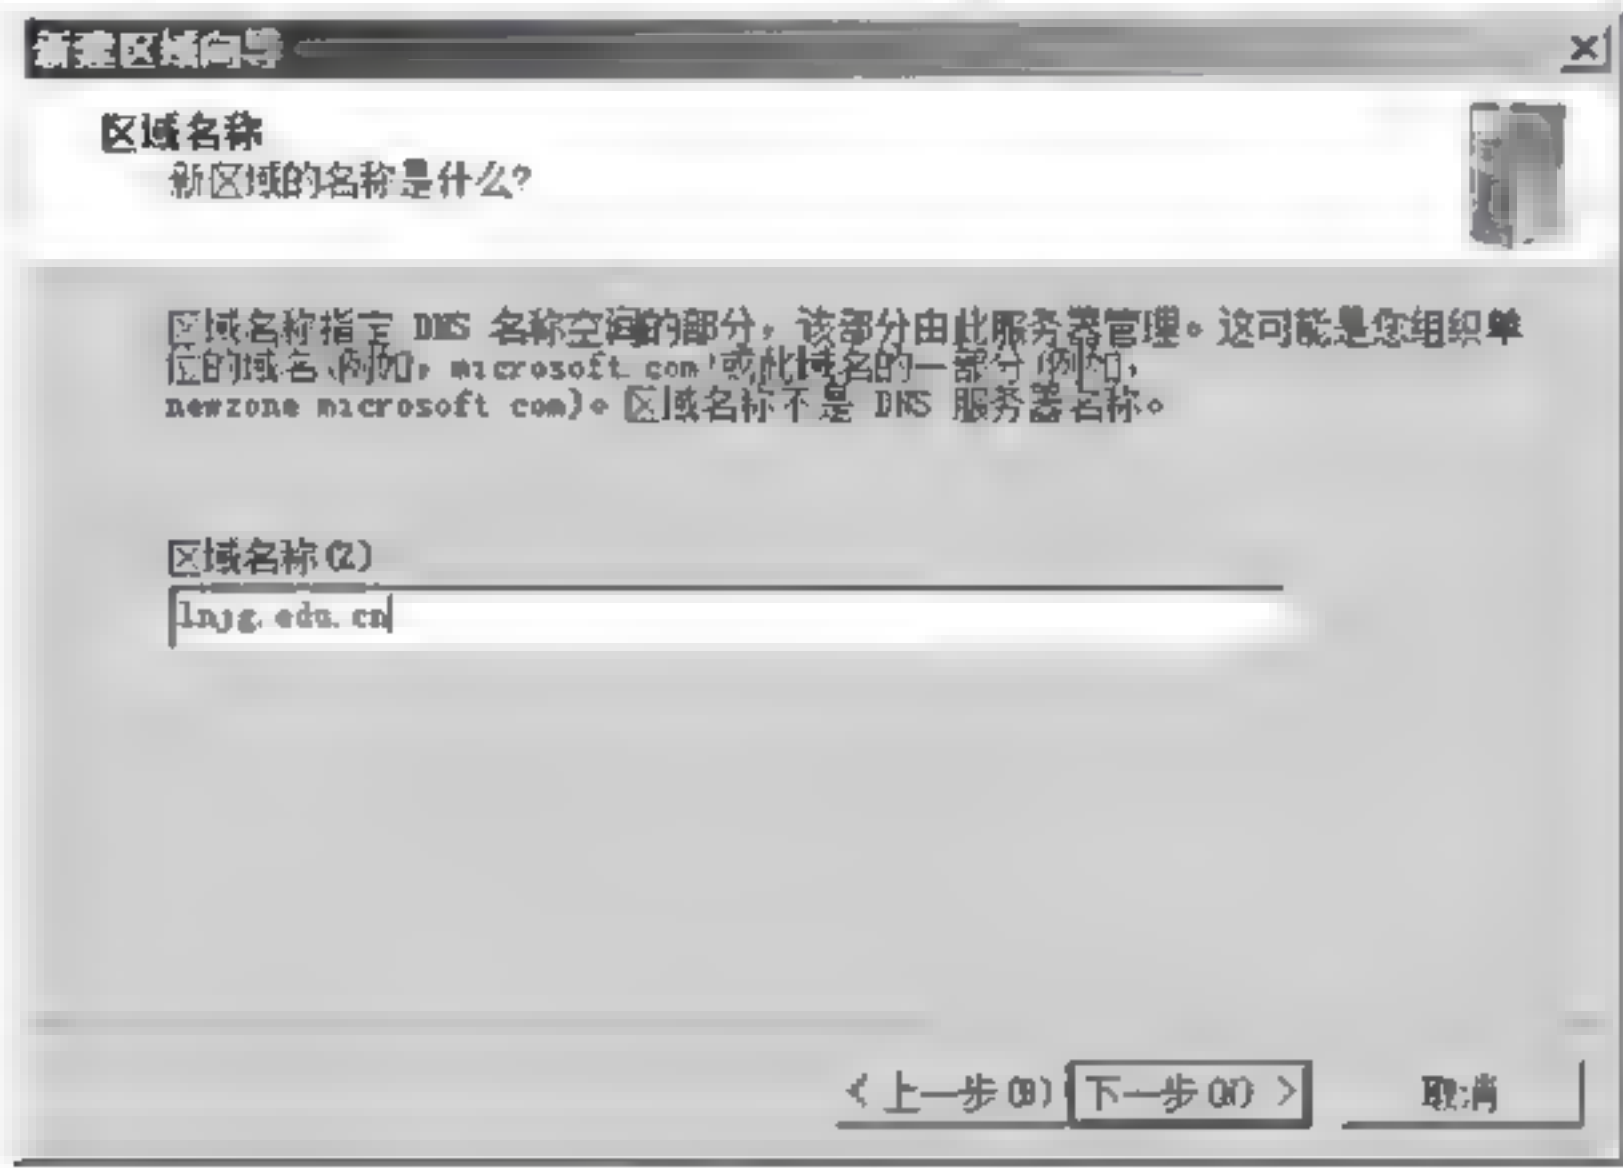 新建区域向导
区域名称
新区域的名称是什么?
区域名称指定 DNS 名称空间的部分，该部分由此服务器管理。这可能是您组织单
位的域名(例如，microsoft.com)或此域名的一部分(例如，
newzone.microsoft.com)。区域名称不是 DNS 服务器名称。
区域名称(Z)
lnjg.edu.cn
< 上一步(B) 下一步(N) > 取消